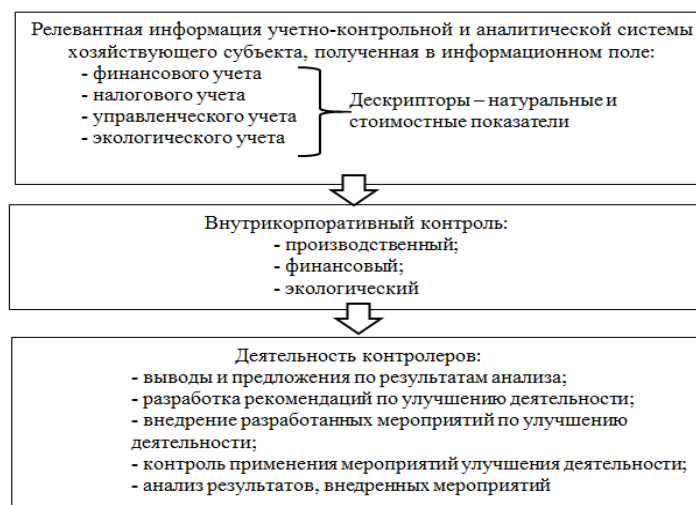 Релевантная информация учетно-контрольной и аналитической системы
хозяйствующего субъекта, полученная в информационном поле:
- финансового учета
- налогового учета
- управленческого учета
- экологического учета
Дескрипторы – натуральные и
стоимостные показатели
Внутрикорпоративный контроль:
- производственный;
- финансовый;
- экологический
Деятельность контролеров:
- выводы и предложения по результатам анализа;
- разработка рекомендаций по улучшению деятельности;
- внедрение разработанных мероприятий по улучшению
деятельности;
- контроль применения мероприятий улучшения деятельности;
- анализ результатов, внедренных мероприятий